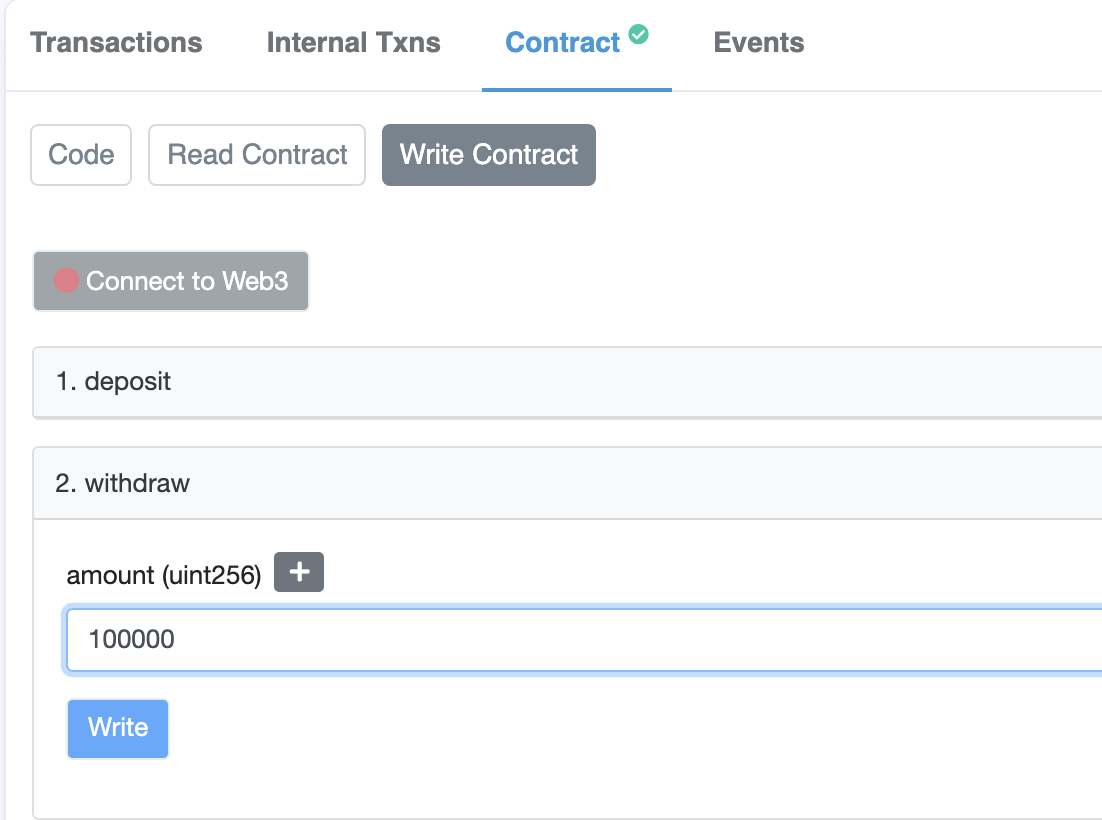 Transactions Internal Txns Contract Events
Code Read Contract Write Contract
Connect to Web3
1. deposit
2. withdraw
amount (uint256) +
100000
Write